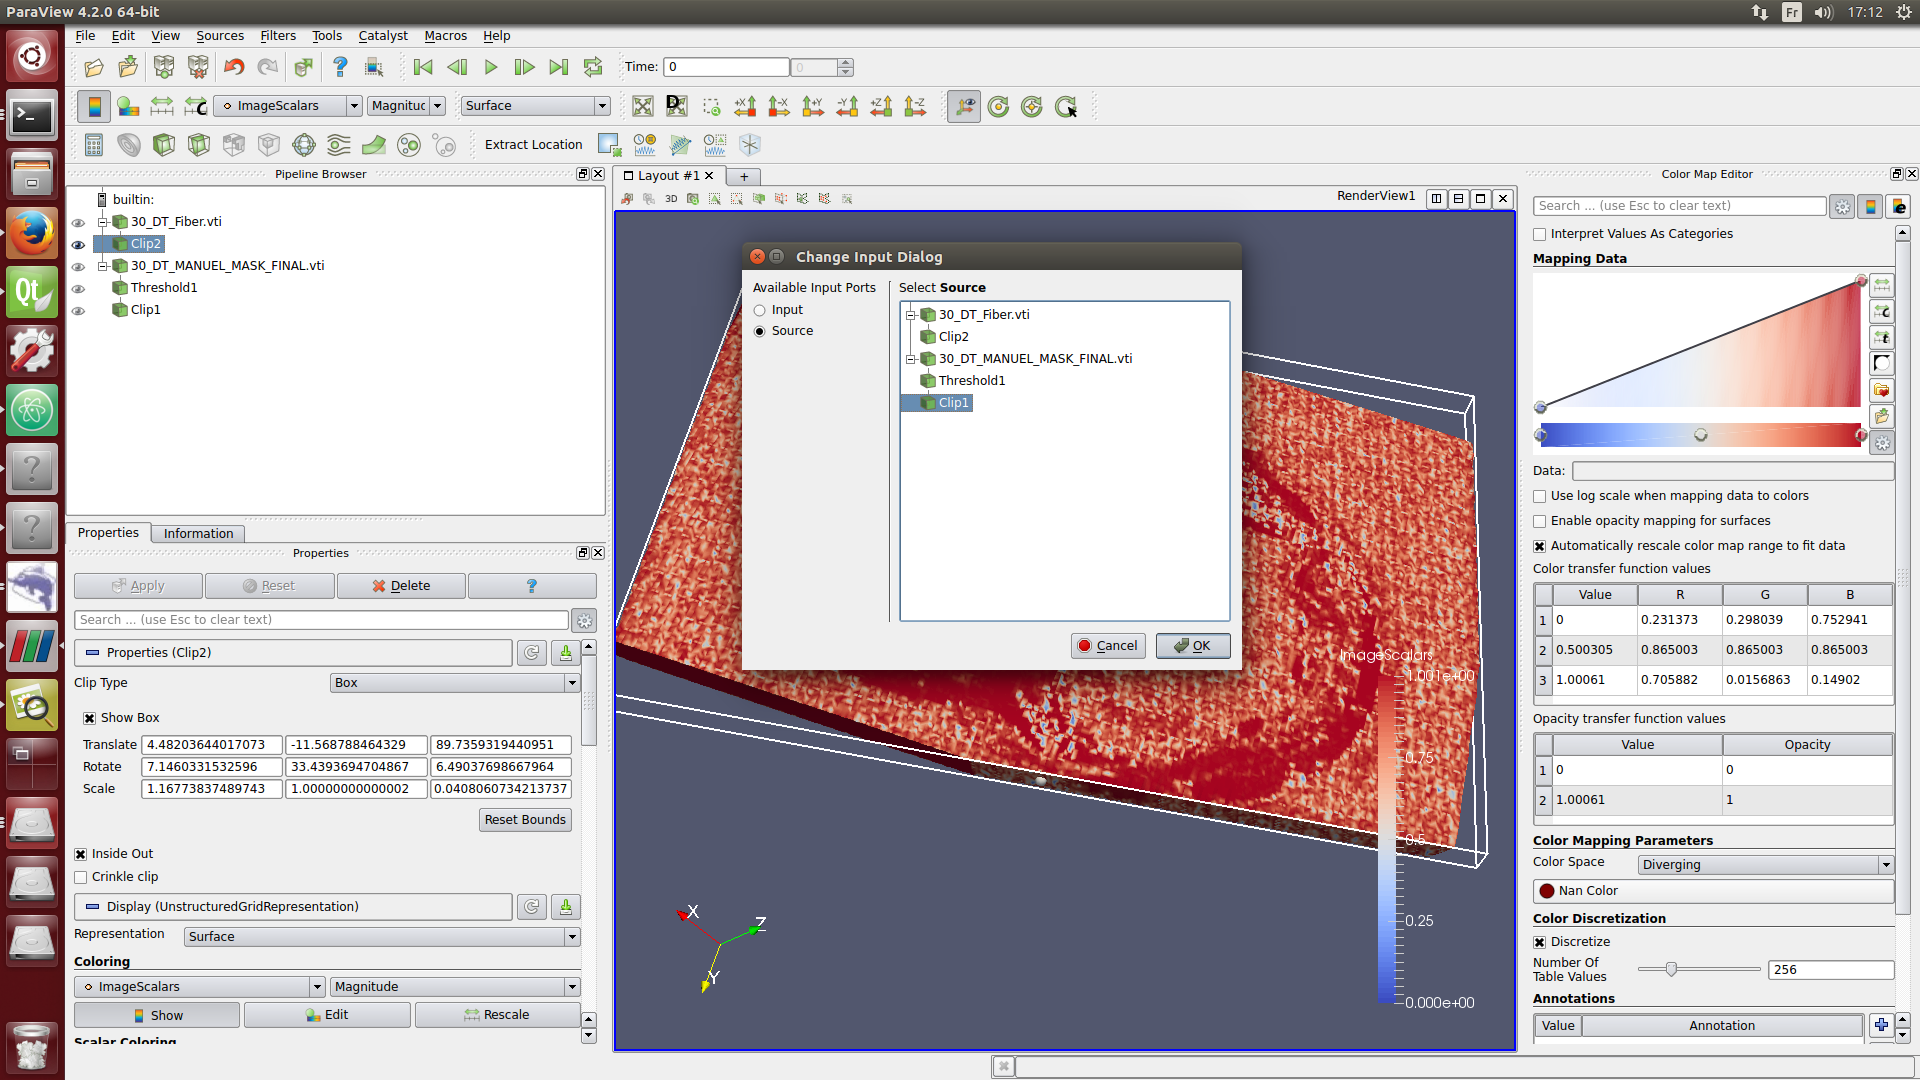 ParaView 4.2.0 64-bit
Fr
17:12
File Edit View Sources Filters Tools Catalyst Macros Help
Time: 0
0
ImageScalars
Magnituc
Surface
+X -X +Y -Y +Z -Z
Extract Location
Pipeline Browser
builtin:
30_DT_Fiber.vti
Clip2
30_DT_MANUEL_MASK_FINAL.vti
Threshold1
Clip1
Properties Information
Properties
Apply Reset Delete ?
Search ... (use Esc to clear text)
Properties (Clip2)
Clip Type Box
Show Box
Translate 4.48203644017073 -11.568788464329 89.7359319440951
Rotate 7.1460331532596 33.4393694704867 6.49037698667964
Scale 1.16773837489743 1.00000000000002 0.0408060734213737
Reset Bounds
Inside Out
Crinkle clip
Display (UnstructuredGridRepresentation)
Representation Surface
Coloring
ImageScalars Magnitude
Show Edit Rescale
Scalar Coloring
Layout #1 +
3D
RenderView1
Change Input Dialog
Available Input Ports
Input
Source
Select Source
30_DT_Fiber.vti
Clip2
30_DT_MANUEL_MASK_FINAL.vti
Threshold1
Clip1
Cancel OK
ImageScalars
1.001e+00
0.75
0.5
0.25
0.000e+00
X
Z
Y
Color Map Editor
Search ... (use Esc to clear text)
Interpret Values As Categories
Mapping Data
Data:
Use log scale when mapping data to colors
Enable opacity mapping for surfaces
Automatically rescale color map range to fit data
Color transfer function values
Value R G B
1 0 0.231373 0.298039 0.752941
2 0.500305 0.865003 0.865003 0.865003
3 1.00061 0.705882 0.0156863 0.14902
Opacity transfer function values
Value Opacity
1 0 0
2 1.00061 1
Color Mapping Parameters
Color Space Diverging
Nan Color
Color Discretization
Discretize
Number Of
Table Values
256
Annotations
Value Annotation